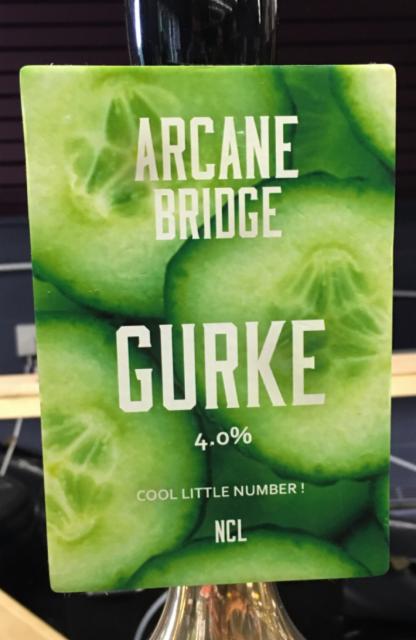 ARCANE
BRIDGE
GURKE
4.0%
COOL LITTLE NUMBER !
NCL